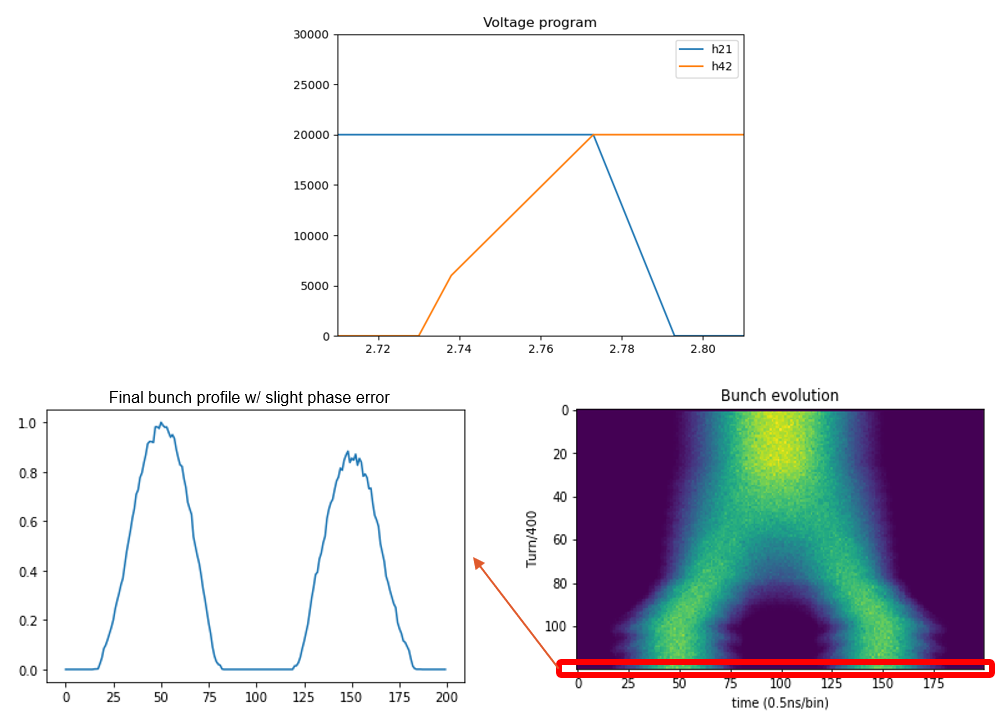 Voltage program
30000
25000
20000
15000
10000
5000
0
h21
h42
2.72 2.74 2.76 2.78 2.80
Final bunch profile w/ slight phase error
1.0
0.8
0.6
0.4
0.2
0.0
0 25 50 75 100 125 150 175 200
Bunch evolution
0
20
40
60
80
100
Turn/400
0 25 50 75 100 125 150 175
time (0.5ns/bin)